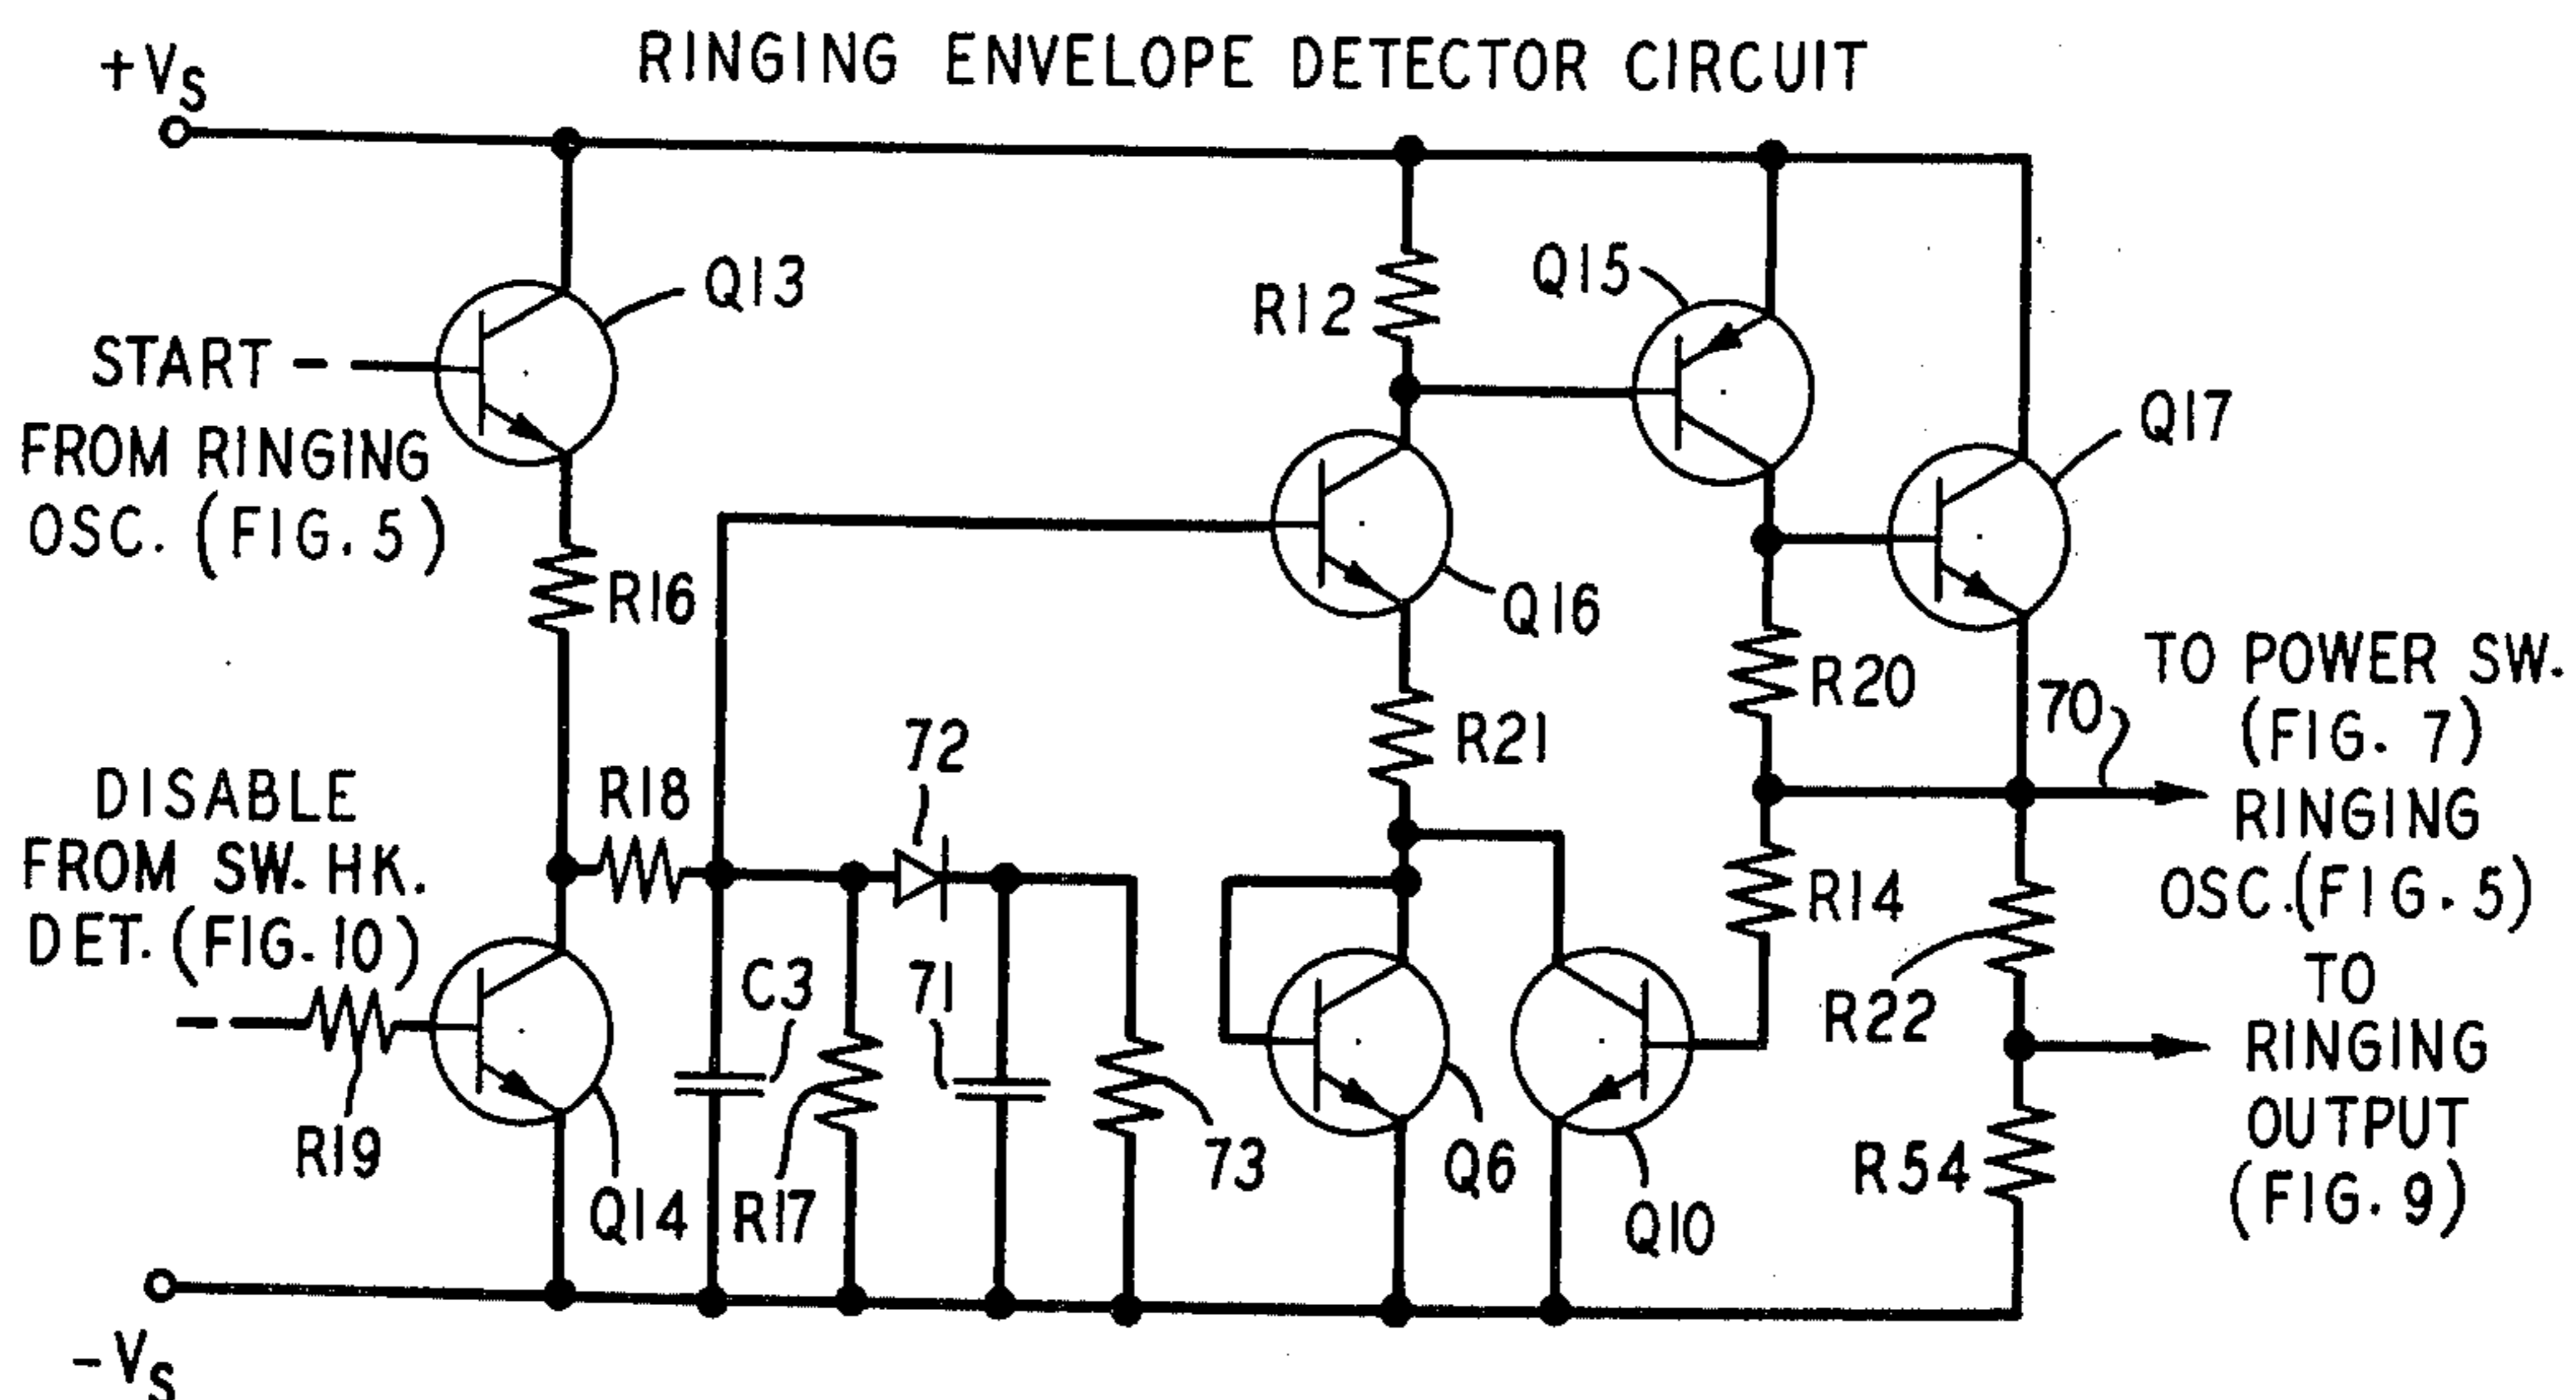 RINGING ENVELOPE DETECTOR CIRCUIT
+VS
Q13
START
FROM RINGING
OSC. (FIG. 5)
R16
R12
Q15
Q17
Q16
R20
R21
70
TO POWER SW.
(FIG. 7)
RINGING
OSC.(FIG. 5)
DISABLE
FROM SW. HK.
DET. (FIG. 10)
R18
72
R14
R22
TO
RINGING
OUTPUT
(FIG. 9)
R19
Q14
C3
R17
71
73
Q6
Q10
R54
-VS